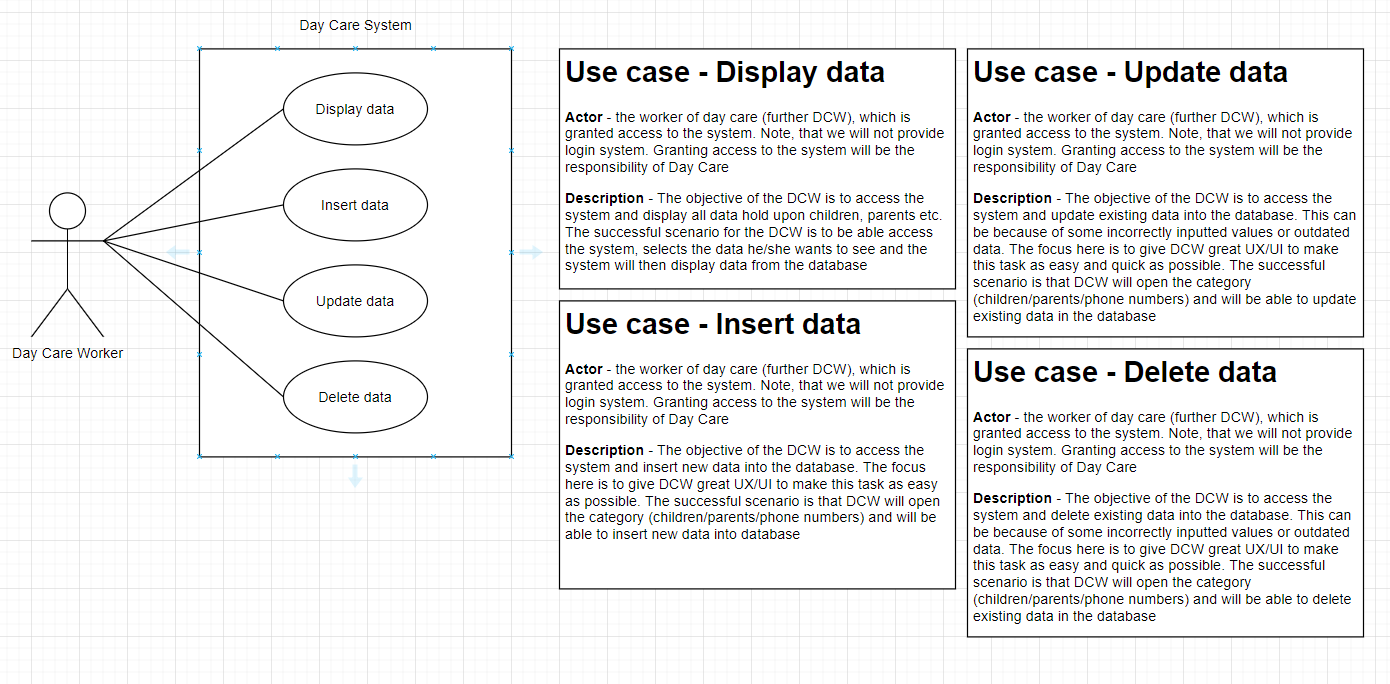 Day Care System
Display data
Insert data
Update data
Delete data
Day Care Worker
Use case - Display data
Actor - the worker of day care (further DCW), which is
granted access to the system. Note, that we will not provide
login system. Granting access to the system will be the
responsibility of Day Care
Description - The objective of the DCW is to access the
system and display all data hold upon children, parents etc.
The successful scenario for the DCW is to be able access
the system, selects the data he/she wants to see and the
system will then display data from the database
Use case - Insert data
Actor - the worker of day care (further DCW), which is
granted access to the system. Note, that we will not provide
login system. Granting access to the system will be the
responsibility of Day Care
Description - The objective of the DCW is to access the
system and insert new data into the database. The focus
here is to give DCW great UX/UI to make this task as easy
as possible. The successful scenario is that DCW will open
the category (children/parents/phone numbers) and will be
able to insert new data into database
Use case - Update data
Actor - the worker of day care (further DCW), which is
granted access to the system. Note, that we will not provide
login system. Granting access to the system will be the
responsibility of Day Care
Description - The objective of the DCW is to access the
system and update existing data into the database. This can
be because of some incorrectly inputted values or outdated
data. The focus here is to give DCW great UX/UI to make
this task as easy and quick as possible. The successful
scenario is that DCW will open the category
(children/parents/phone numbers) and will be able to update
existing data in the database
Use case - Delete data
Actor - the worker of day care (further DCW), which is
granted access to the system. Note, that we will not provide
login system. Granting access to the system will be the
responsibility of Day Care
Description - The objective of the DCW is to access the
system and delete existing data into the database. This can
be because of some incorrectly inputted values or outdated
data. The focus here is to give DCW great UX/UI to make
this task as easy and quick as possible. The successful
scenario is that DCW will open the category
(children/parents/phone numbers) and will be able to delete
existing data in the database